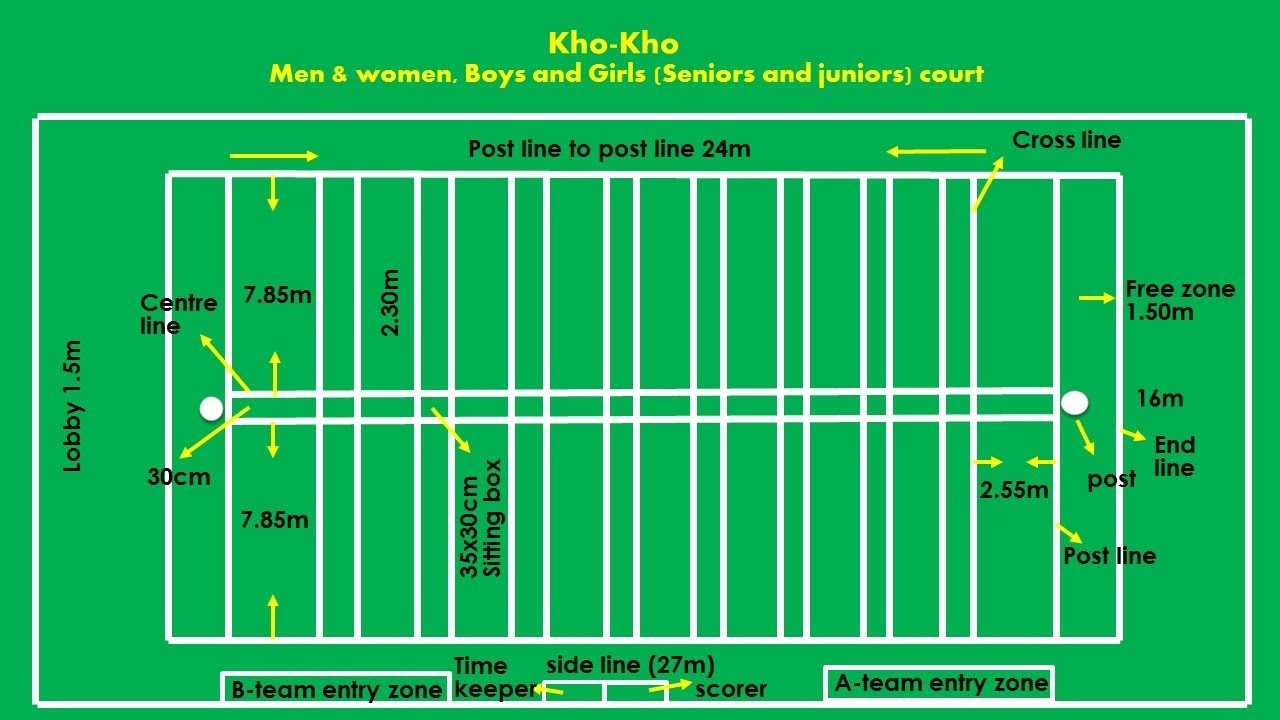 Kho-Kho
Men & women, Boys and Girls (Seniors and juniors) court
Post line to post line 24m
Cross line
Centre
line
7.85m
2.30m
Free zone
1.50m
Lobby 1.5m
16m
End
line
30cm
35x30cm
Sitting box
2.55m
post
7.85m
Post line
B-team entry zone
Time
keeper
side line (27m)
scorer
A-team entry zone